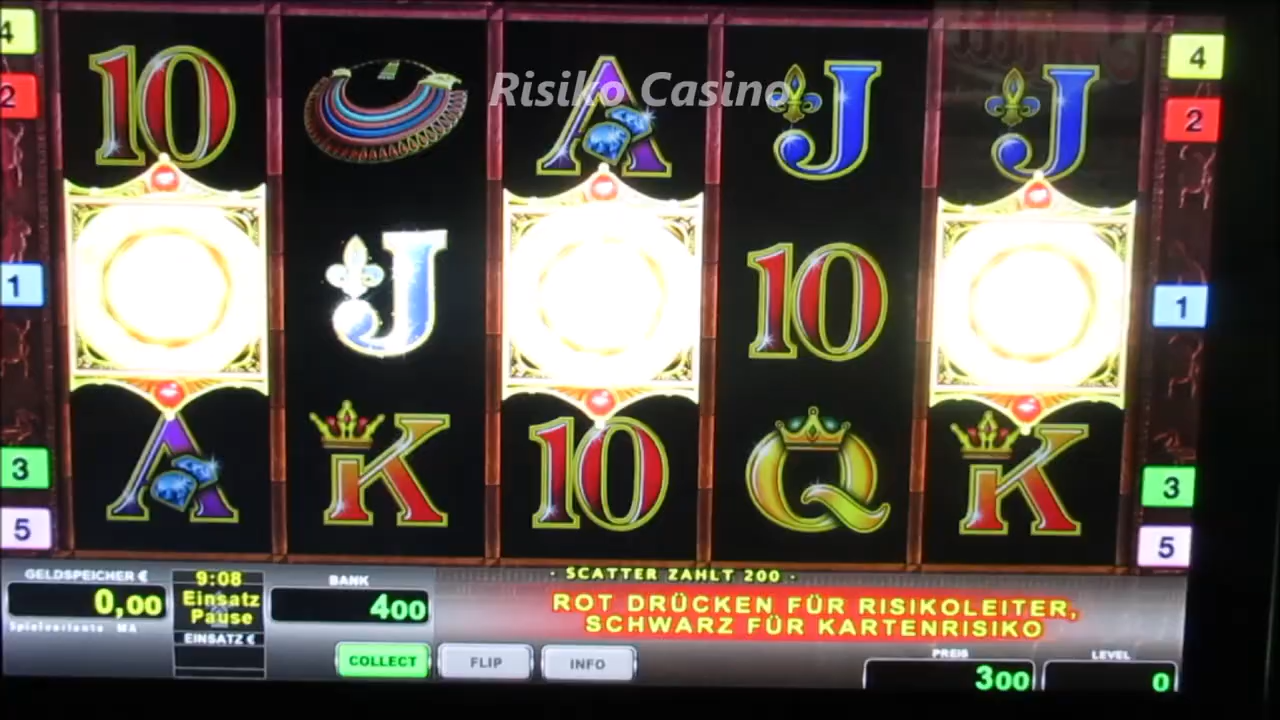 Risiko Casino
4
4
2
2
10
A
J
J
1
J
10
1
A
K
10
Q
K
3
3
5
5
GELDSPEICHER €
0,00
Spielvariante MA
9:08
Einsatz
Pause
EINSATZ €
BANK
400
· SCATTER ZAHLT 200 ·
ROT DRÜCKEN FÜR RISIKOLEITER,
SCHWARZ FÜR KARTENRISIKO
COLLECT
FLIP
INFO
PREIS
300
LEVEL
0